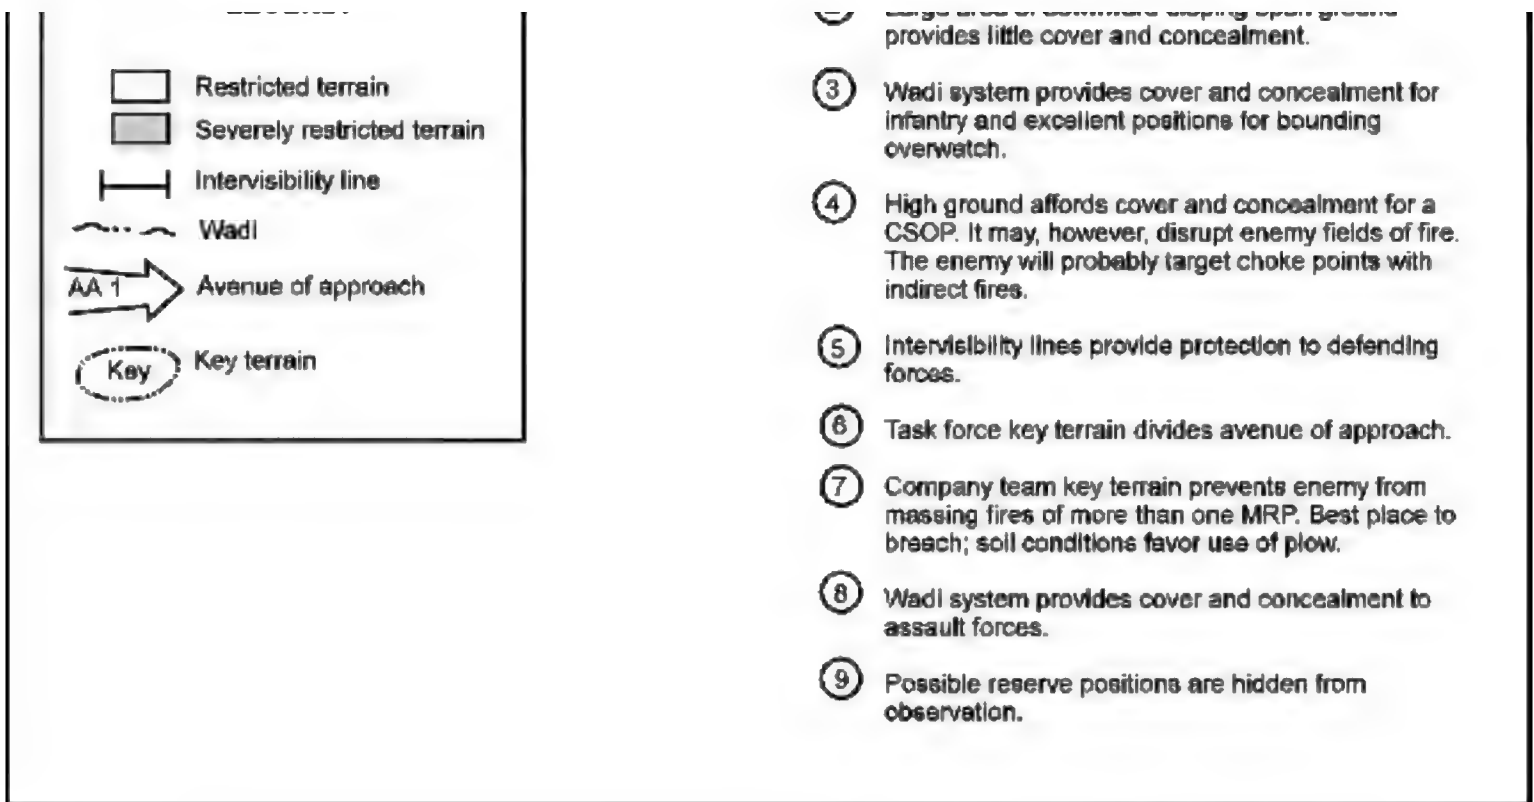 Restricted terrain
Severely restricted terrain
Intervisibility line
Wadi
AA 1
Avenue of approach
Key
Key terrain
provides little cover and concealment.
3 Wadi system provides cover and concealment for
infantry and excellent positions for bounding
overwatch.
4 High ground affords cover and concealment for a
CSOP. It may, however, disrupt enemy fields of fire.
The enemy will probably target choke points with
indirect fires.
5 Intervisibility lines provide protection to defending
forces.
6 Task force key terrain divides avenue of approach.
7 Company team key terrain prevents enemy from
massing fires of more than one MRP. Best place to
breach; soil conditions favor use of plow.
8 Wadi system provides cover and concealment to
assault forces.
9 Possible reserve positions are hidden from
observation.